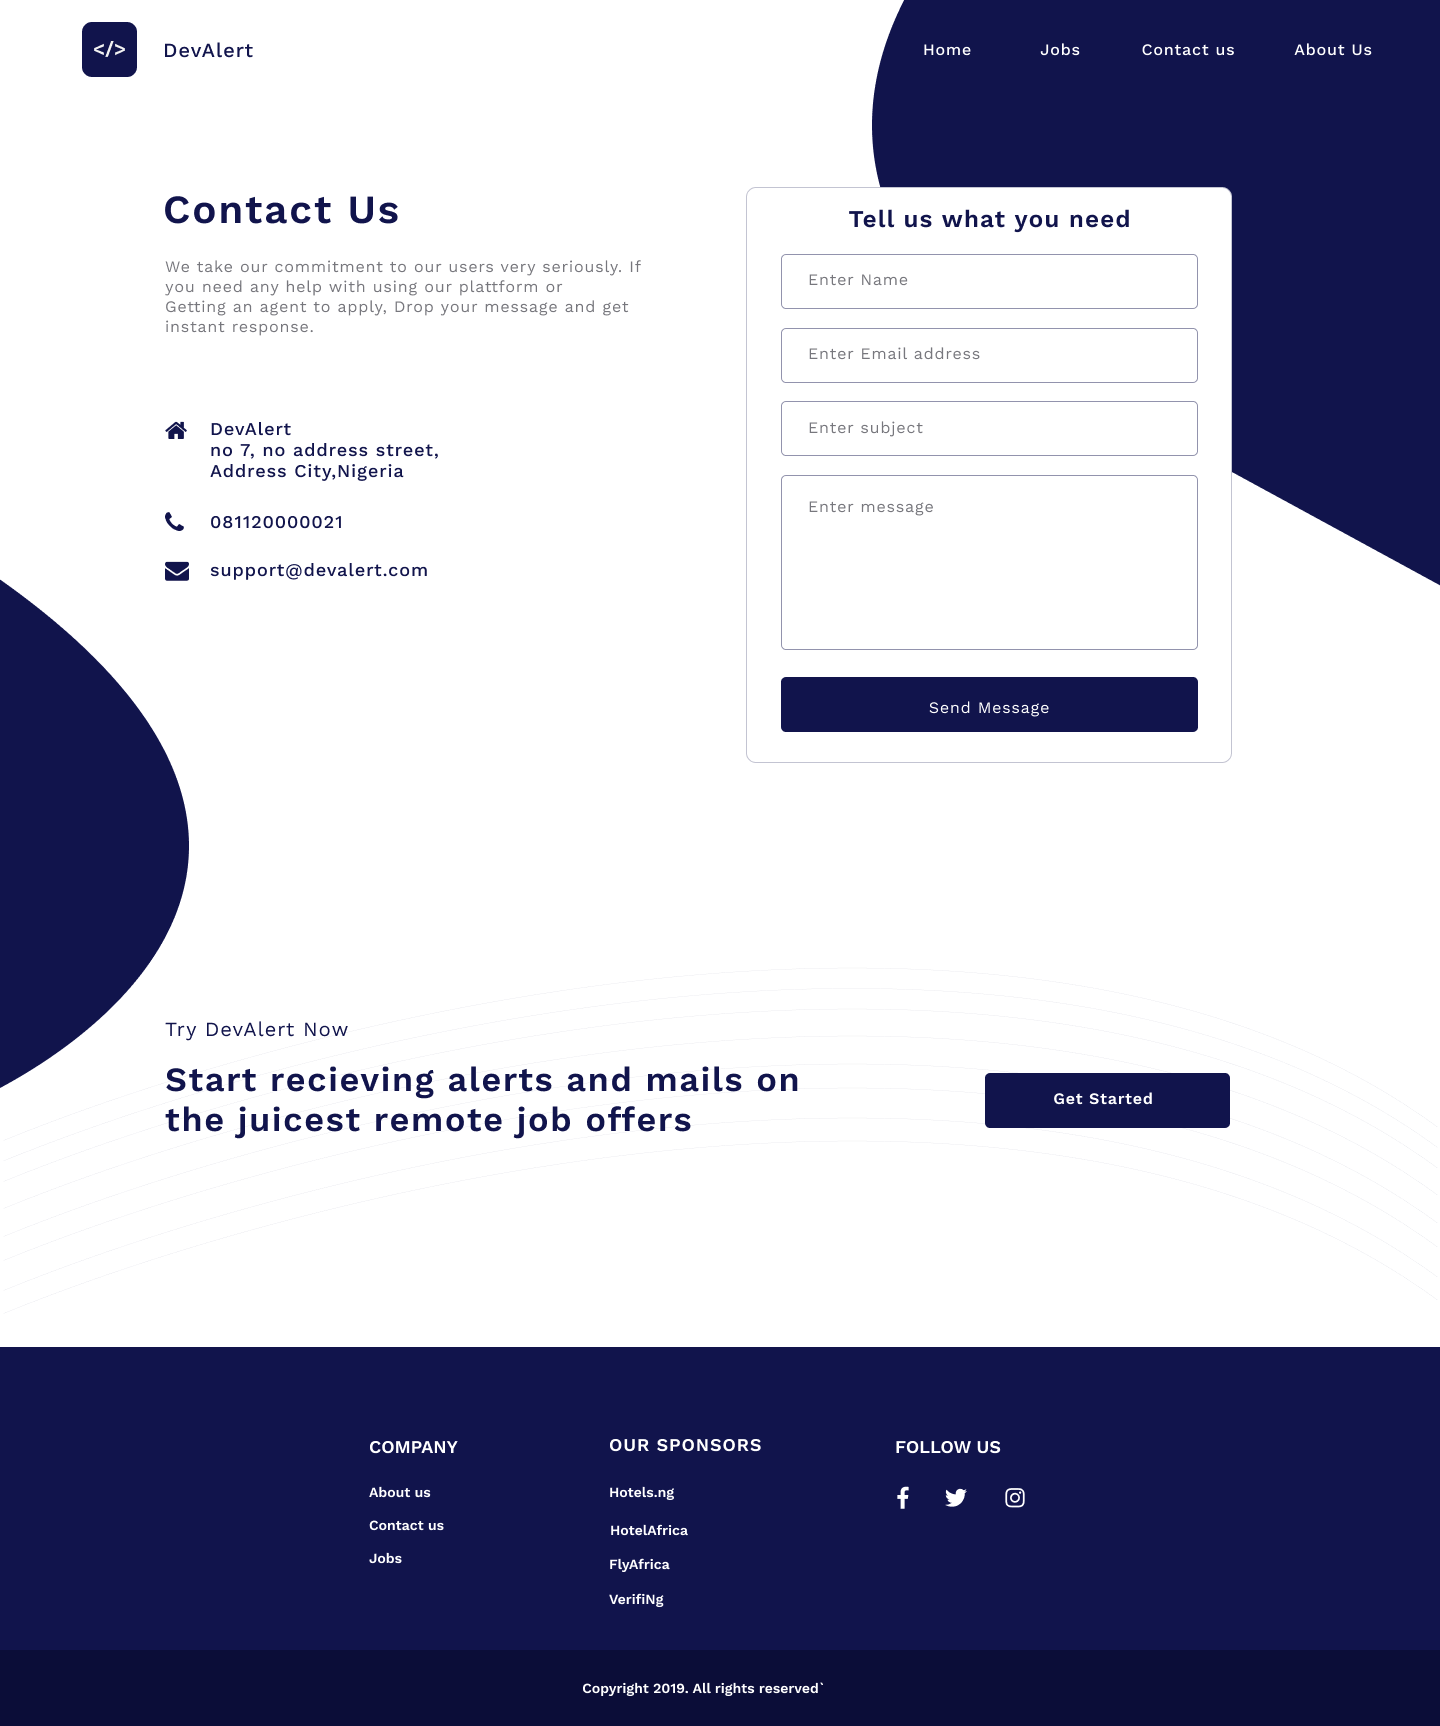 </>
DevAlert
Home
Jobs
Contact us
About Us
Contact Us
We take our commitment to our users very seriously. If
you need any help with using our plattform or
Getting an agent to apply, Drop your message and get
instant response.
DevAlert
no 7, no address street,
Address City,Nigeria
081120000021
support@devalert.com
Tell us what you need
Enter Name
Enter Email address
Enter subject
Enter message
Send Message
Try DevAlert Now
Start recieving alerts and mails on
the juicest remote job offers
Get Started
COMPANY
About us
Contact us
Jobs
OUR SPONSORS
Hotels.ng
HotelAfrica
FlyAfrica
VerifiNg
FOLLOW US
Copyright 2019. All rights reserved`